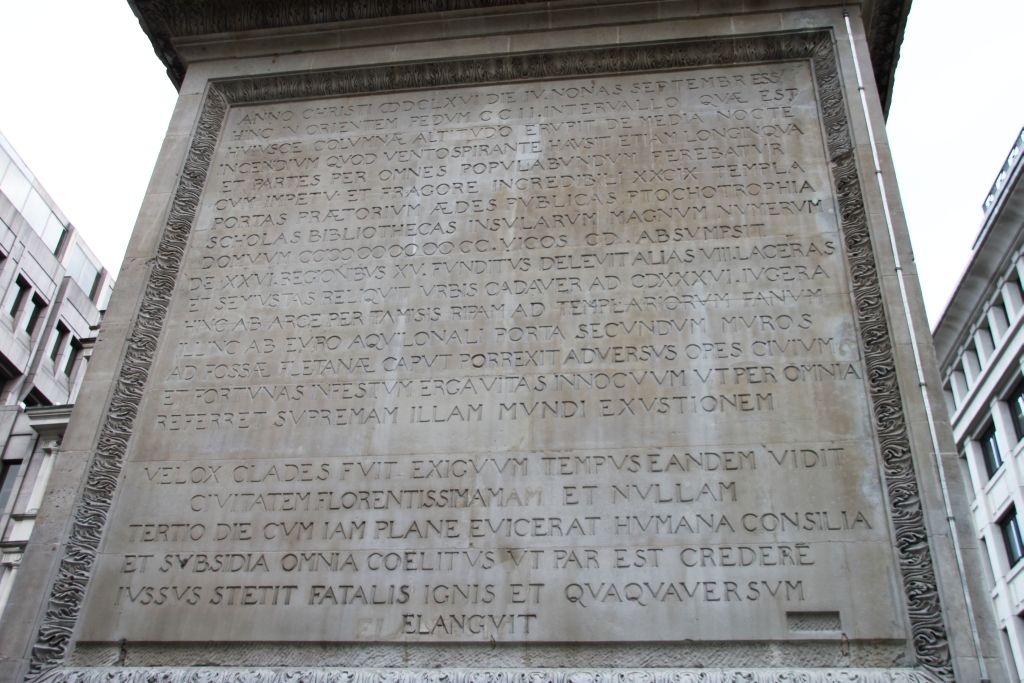 ANNO CHRISTI CIƆDCLXVI DIE IV NONAS SEPTEMBRES
HINC IN ORIENTEM PEDVM CCII INTERVALLO QVÆ EST
HVIVSCE COLVMNÆ ALTITVDO ERVPIT DE MEDIA NOCTE
INCENDIVM QVOD VENTO SPIRANTE HAVSIT ETIAM LONGINQVA
ET PARTES PER OMNES POPVLABVNDVM FEREBATVR
CVM IMPETV ET FRAGORE INCREDIBILI XXCIX TEMPLA
PORTAS PRÆTORIVM ÆDES PVBLICAS PTOCHOTROPHIA
SCHOLAS BIBLIOTHECAS INSVLARVM MAGNVM NVMERVM
DOMVVM CCIƆƆ ƆƆ CIƆ CC VICOS CD ABSVMPSIT
DE XXVI REGIONIBVS XV FVNDITVS DELEVIT ALIAS VIII LACERAS
ET SEMIVSTAS RELIQVIT VRBIS CADAVER AD CDXXXVI IVGERA
HINC AB ARCE PER TAMISIS RIPAM AD TEMPLARIORVM FANVM
ILLINC AB EVRO AQVILONALI PORTA SECVNDVM MVROS
AD FOSSÆ FLETANÆ CAPVT PORREXIT ADVERSVS OPES CIVIVM
ET FORTVNAS INFESTVM ERGA VITAS INNOCVVM VT PER OMNIA
REFERRET SVPREMAM ILLAM MVNDI EXVSTIONEM
VELOX CLADES FVIT EXIGVVM TEMPVS EANDEM VIDIT
CIVITATEM FLORENTISSIMAM ET NVLLAM
TERTIO DIE CVM IAM PLANE EVICERAT HVMANA CONSILIA
ET SVBSIDIA OMNIA COELITVS VT PAR EST CREDERE
IVSSVS STETIT FATALIS IGNIS ET QVAQVAVERSVM
ELANGVIT